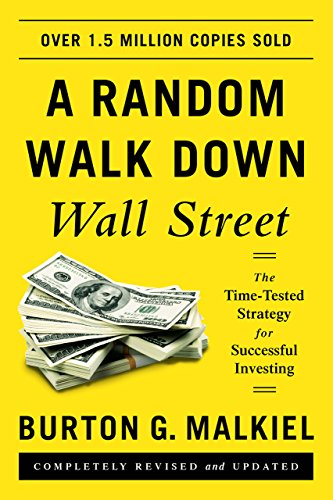 OVER 1.5 MILLION COPIES SOLD
A RANDOM
WALK DOWN
Wall Street
The
Time-Tested
Strategy
for
Successful
Investing
BURTON G. MALKIEL
COMPLETELY REVISED and UPDATED